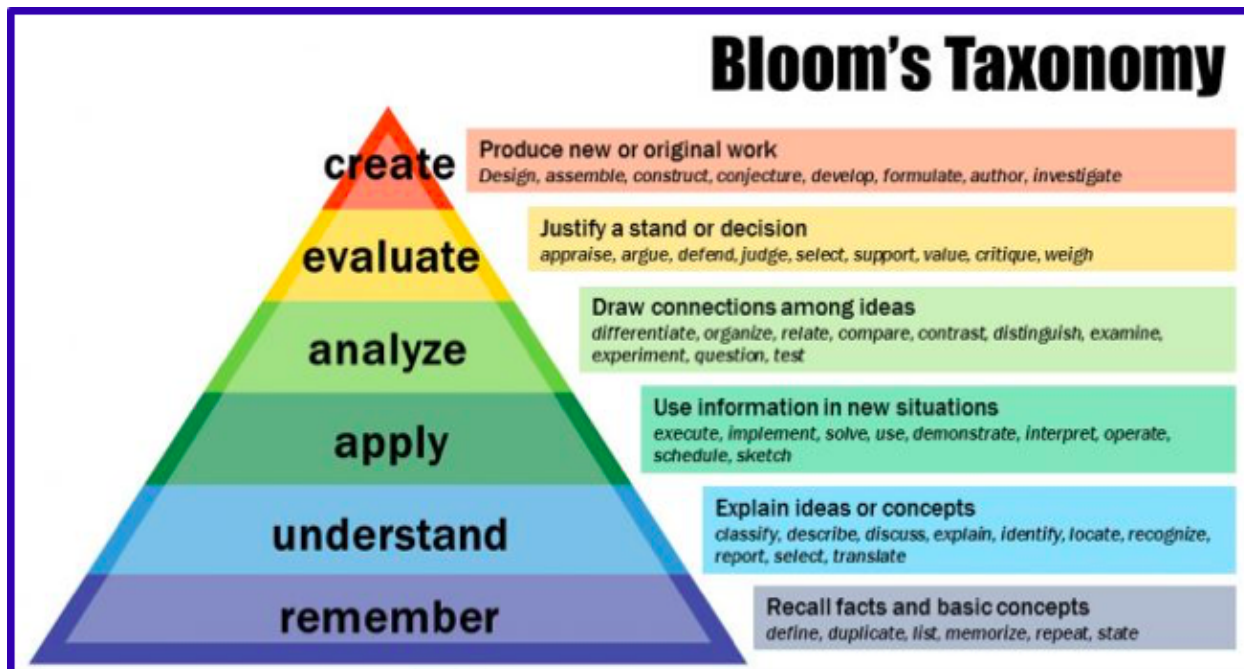 Bloom's Taxonomy
create
Produce new or original work
Design, assemble, construct, conjecture, develop, formulate, author, investigate
evaluate
Justify a stand or decision
appraise, argue, defend, judge, select, support, value, critique, weigh
analyze
Draw connections among ideas
differentiate, organize, relate, compare, contrast, distinguish, examine,
experiment, question, test
apply
Use information in new situations
execute, implement, solve, use, demonstrate, interpret, operate,
schedule, sketch
understand
Explain ideas or concepts
classify, describe, discuss, explain, identify, locate, recognize,
report, select, translate
remember
Recall facts and basic concepts
define, duplicate, list, memorize, repeat, state